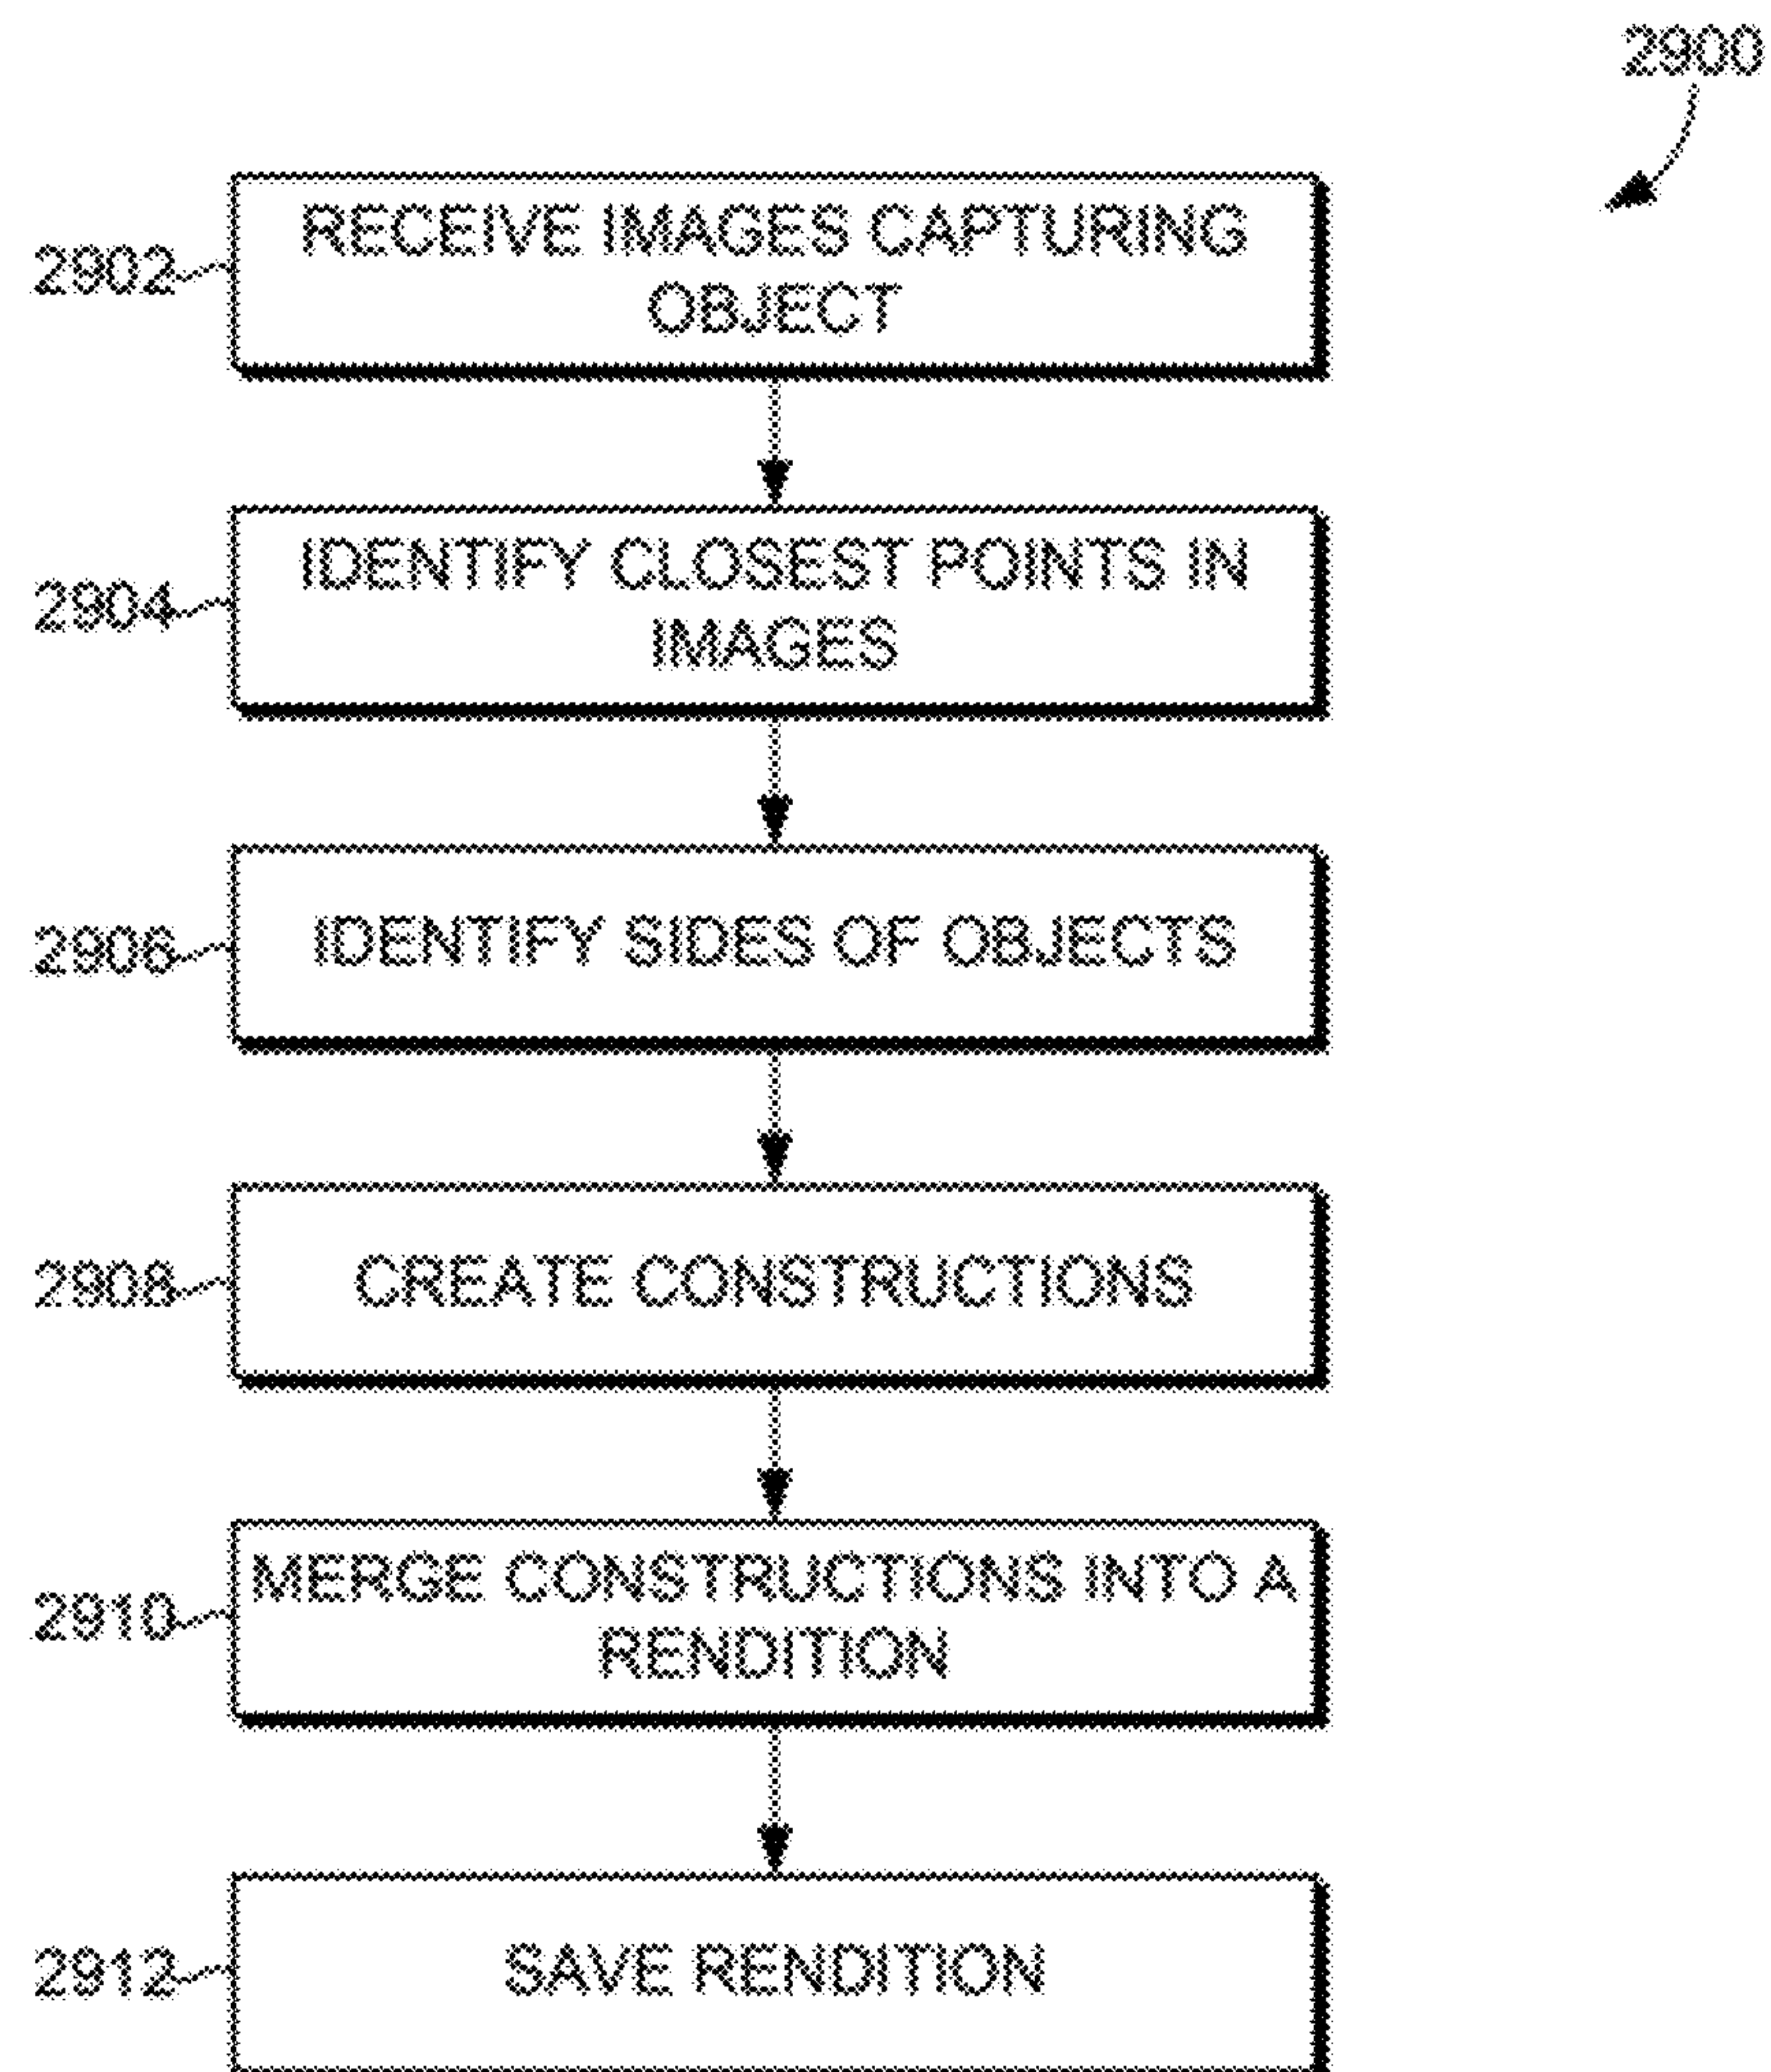 2900
2902
RECEIVE IMAGES CAPTURING
OBJECT
2904
IDENTIFY CLOSEST POINTS IN
IMAGES
2906
IDENTIFY SIDES OF OBJECTS
2908
CREATE CONSTRUCTIONS
2910
MERGE CONSTRUCTIONS INTO A
RENDITION
2912
SAVE RENDITION